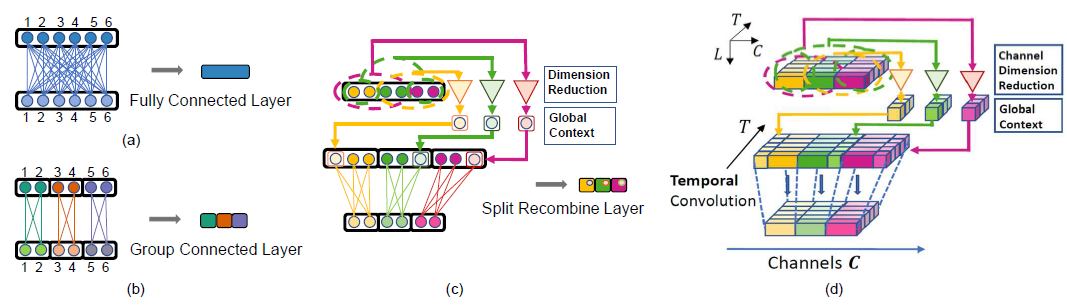 1 2 3 4 5 6
1 2 3 4 5 6
Fully Connected Layer
(a)
1 2 3 4 5 6
1 2 3 4 5 6
Group Connected Layer
(b)
Dimension
Reduction
Global
Context
Split Recombine Layer
(c)
T
C
L
Channel
Dimension
Reduction
Global
Context
T
Temporal
Convolution
Channels C
(d)